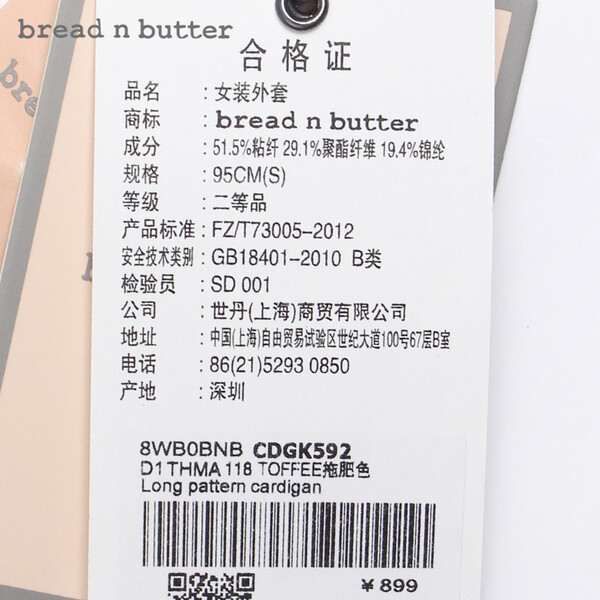 bread n butter
bre
合格证
品名 : 女装外套
商标 : bread n butter
成分 : 51.5%粘纤 29.1%聚酯纤维 19.4%锦纶
规格 : 95CM(S)
等级 : 二等品
产品标准 : FZ/T73005-2012
安全技术类别 : GB18401-2010 B类
检验员 : SD 001
公司 : 世丹(上海)商贸有限公司
地址 : 中国(上海)自由贸易试验区世纪大道100号67层B室
电话 : 86(21)5293 0850
产地 : 深圳
8WB0BNB CDGK592
D1THMA 118 TOFFEE拖肥色
Long pattern cardigan
¥ 899